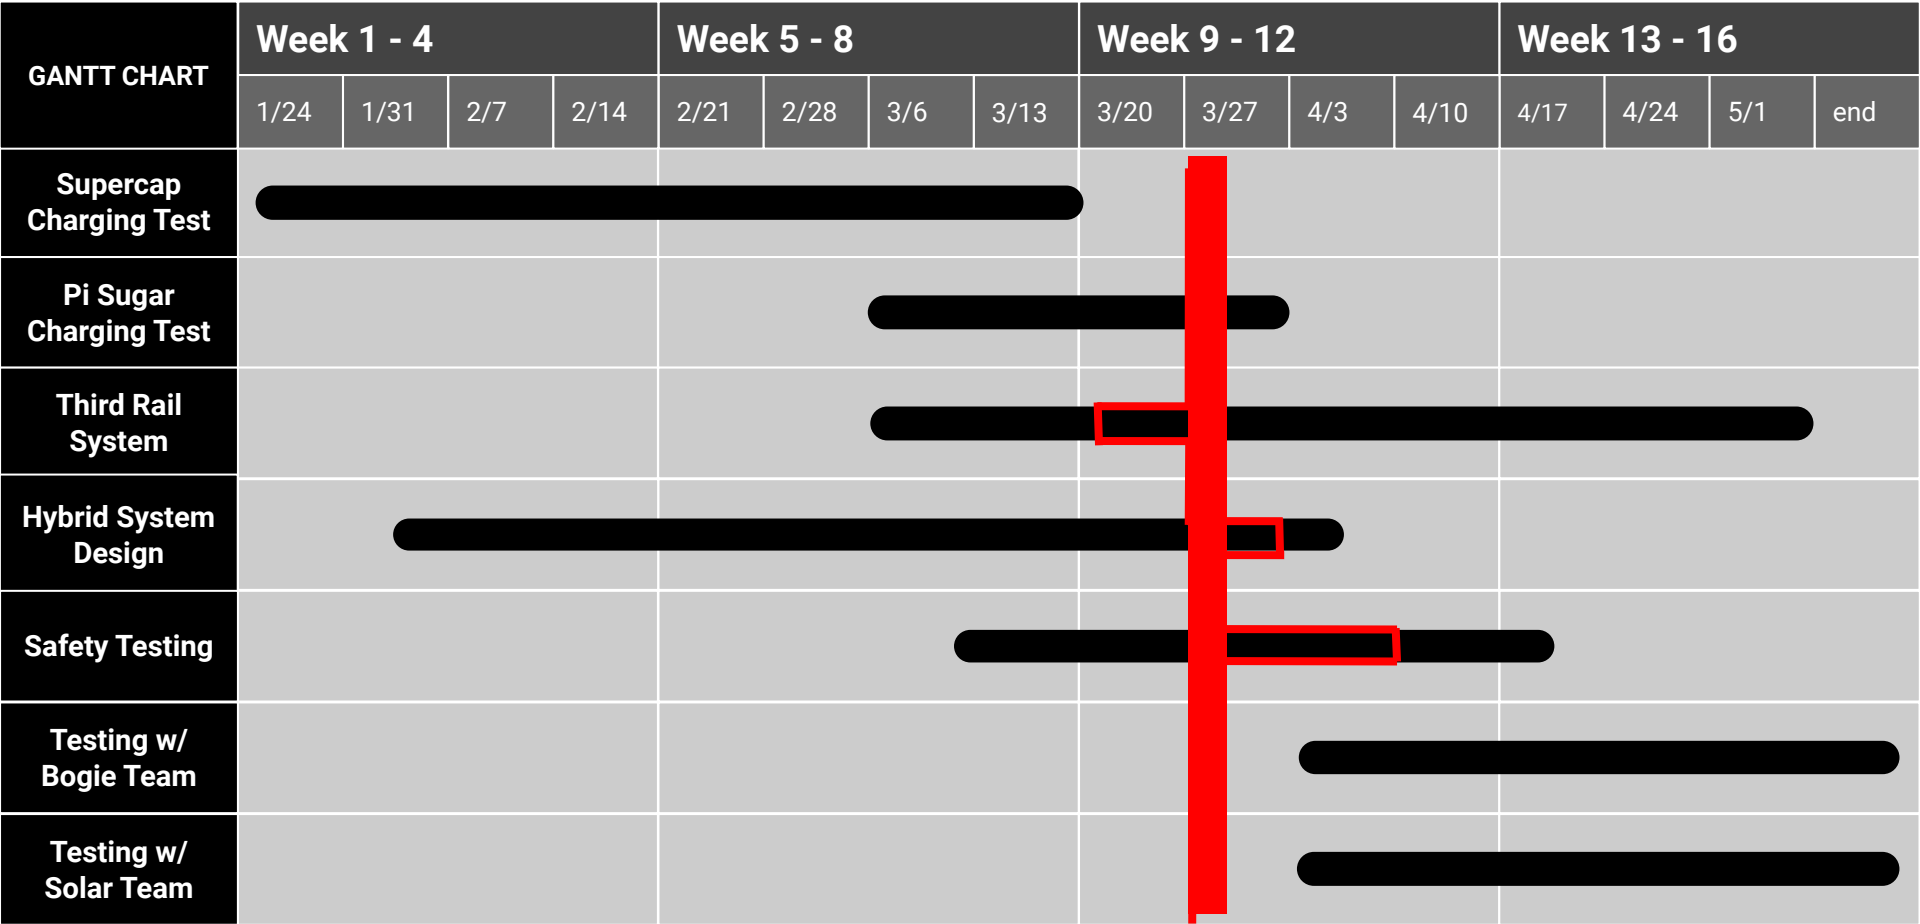 GANTT CHART
Week 1 - 4
Week 5 - 8
Week 9 - 12
Week 13 - 16
1/24
1/31
2/7
2/14
2/21
2/28
3/6
3/13
3/20
3/27
4/3
4/10
4/17
4/24
5/1
end
Supercap
Charging Test
Pi Sugar
Charging Test
Third Rail
System
Hybrid System
Design
Safety Testing
Testing w/
Bogie Team
Testing w/
Solar Team